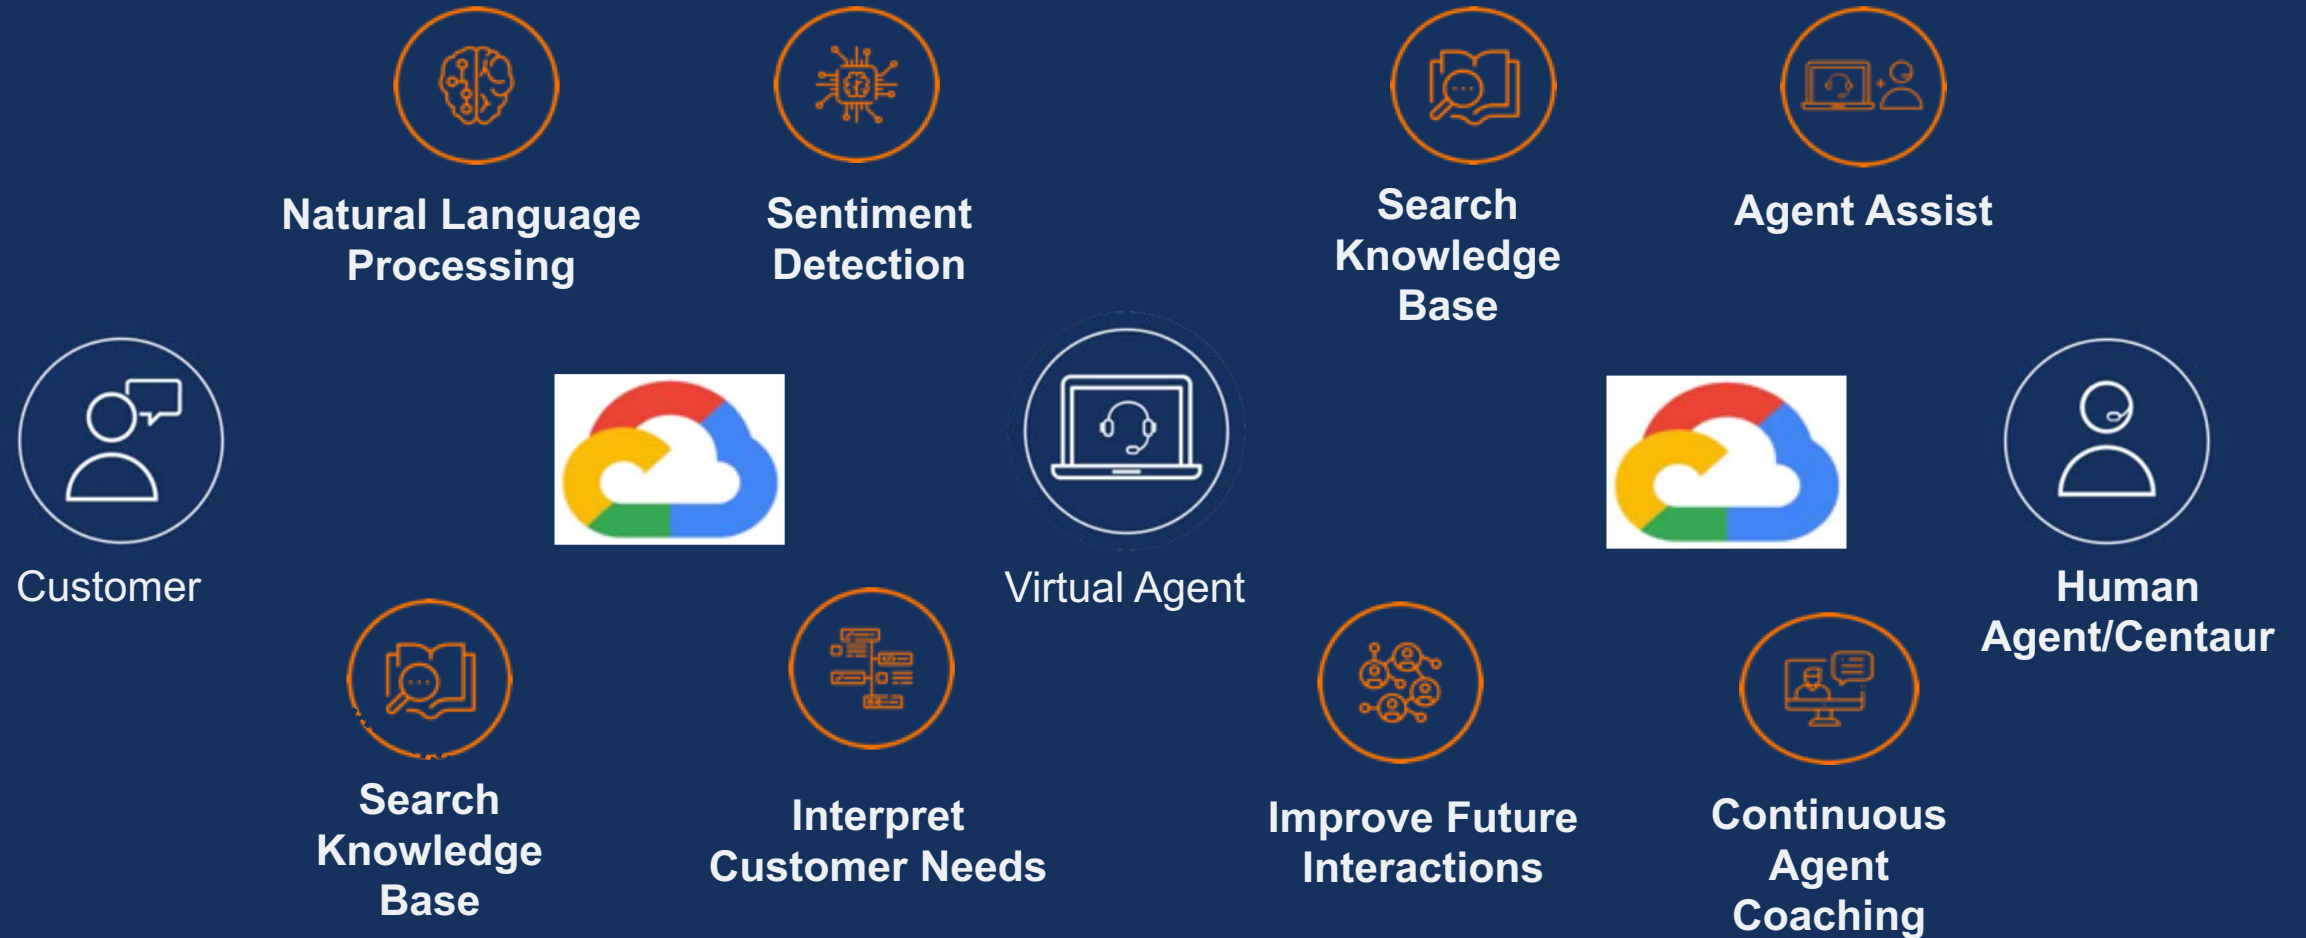 Natural Language
Processing
Sentiment
Detection
Search
Knowledge
Base
Agent Assist
Customer
Virtual Agent
Human
Agent/Centaur
Search
Knowledge
Base
Interpret
Customer Needs
Improve Future
Interactions
Continuous
Agent
Coaching